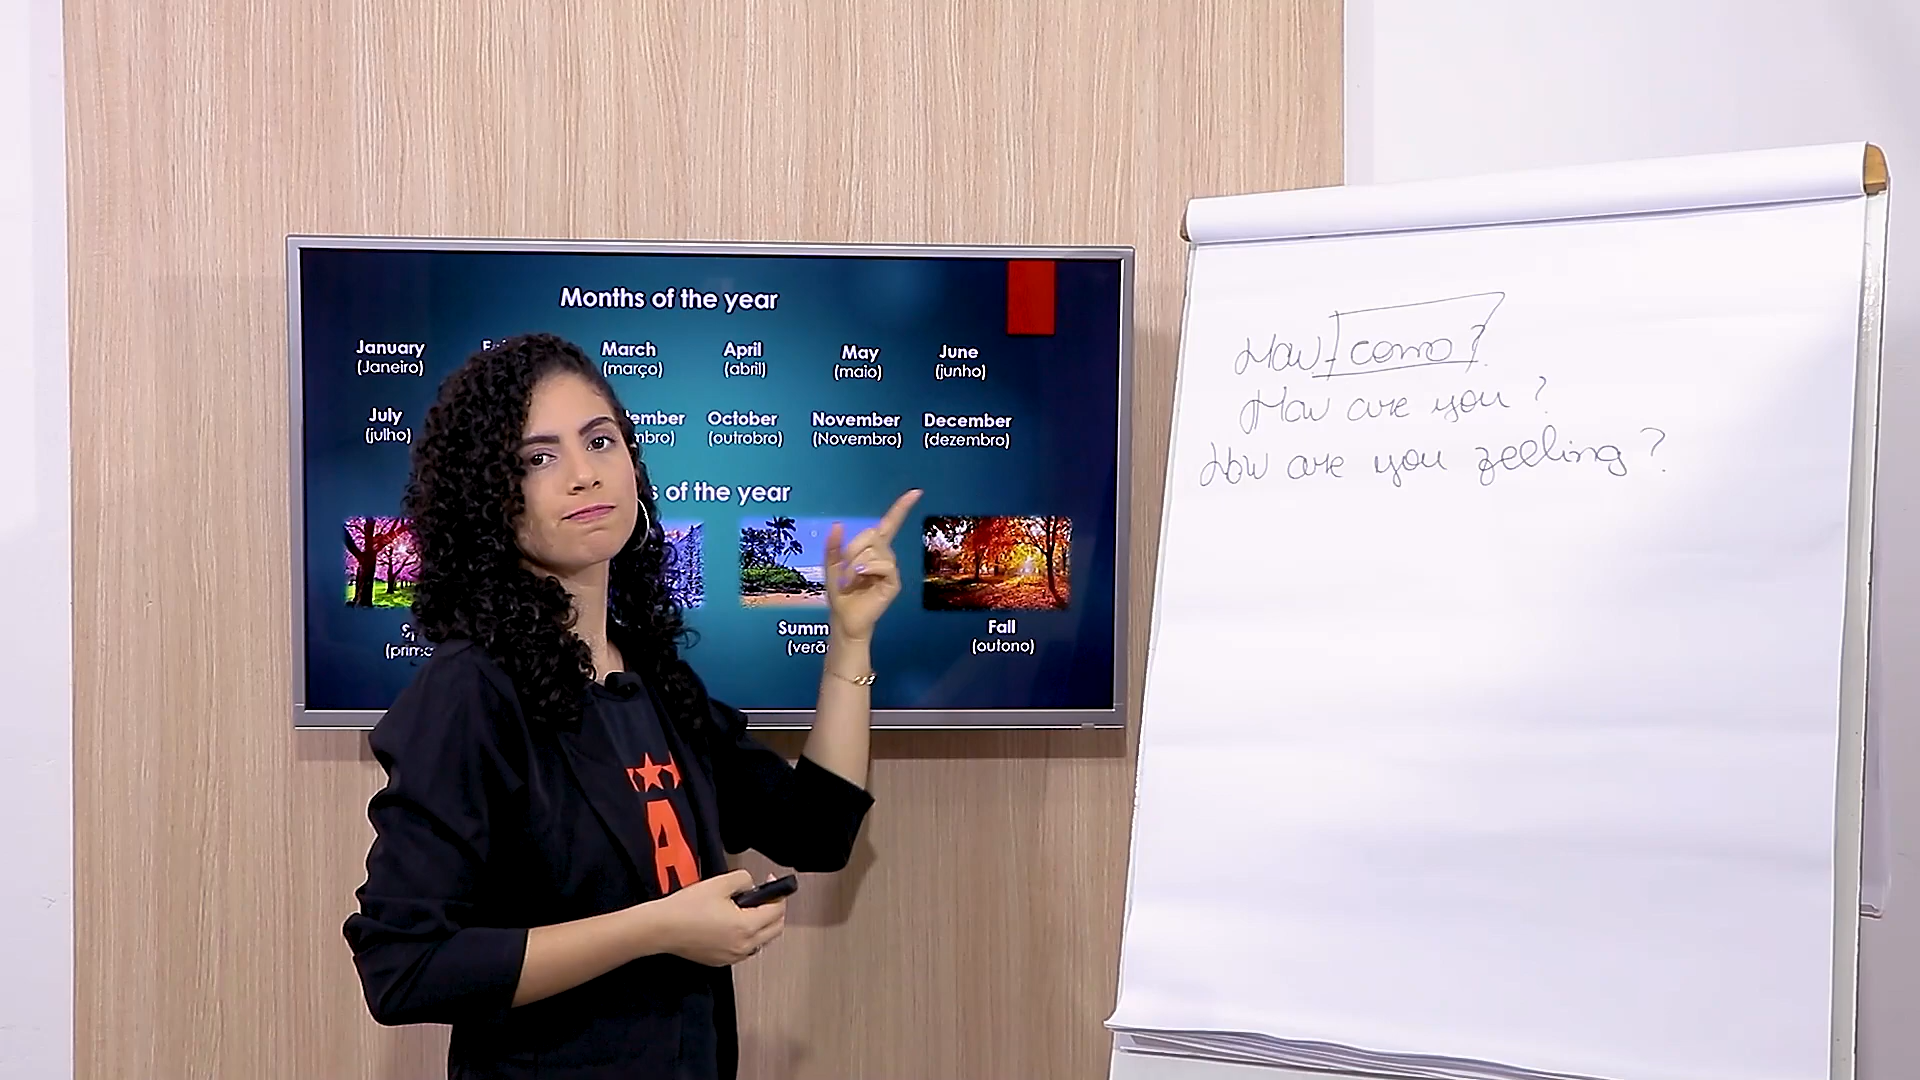 Months of the year
January March April May June
(Janeiro) (março) (abril) (maio) (junho)
July October November December
(julho) (outrobro) (Novembro) (dezembro)
of the year
Fall
(outono)
A
How como?
How are you?
How are you feeling?